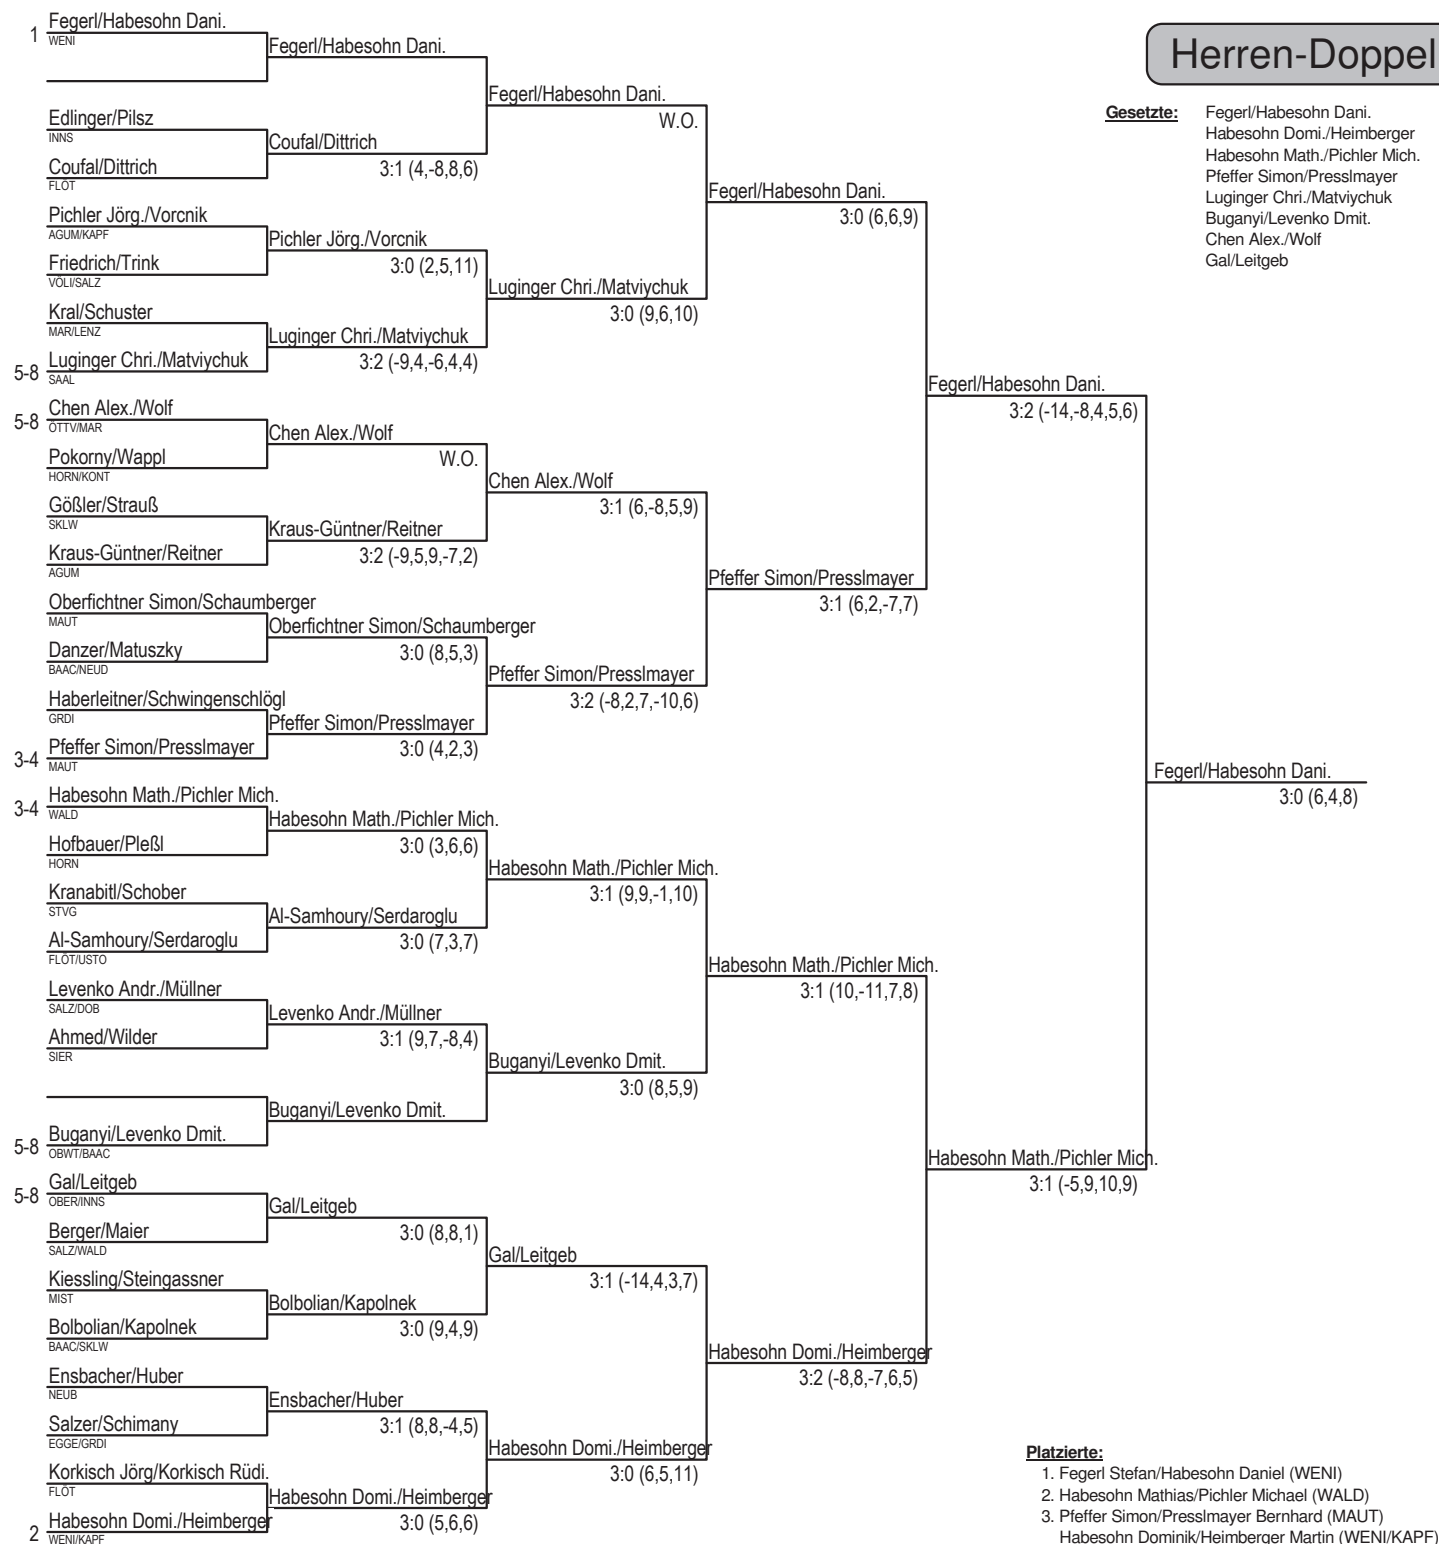 Herren-Doppel
Gesetzte:
Fegerl/Habesohn Dani.
Habesohn Domi./Heimberger
Habesohn Math./Pichler Mich.
Pfeffer Simon/Presslmayer
Luginger Chri./Matviychuk
Buganyi/Levenko Dmit.
Chen Alex./Wolf
Gal/Leitgeb
1 Fegerl/Habesohn Dani.
WENI
Edlinger/Pilsz
INNS
Coufal/Dittrich
FLÖT
Pichler Jörg./Vorcnik
AGUM/KAPF
Friedrich/Trink
VÖLI/SALZ
Kral/Schuster
MAR/LENZ
5-8 Luginger Chri./Matviychuk
SAAL
5-8 Chen Alex./Wolf
ÖTTV/MAR
Pokorny/Wappl
HORN/KONT
Gößler/Strauß
SKLW
Kraus-Güntner/Reitner
AGUM
Oberfichtner Simon/Schaumberger
MAUT
Danzer/Matuszky
BAAC/NEUD
Haberleitner/Schwingenschlögl
GRDI
3-4 Pfeffer Simon/Presslmayer
MAUT
3-4 Habesohn Math./Pichler Mich.
WALD
Hofbauer/Pleßl
HORN
Kranabitl/Schober
STVG
Al-Samhoury/Serdaroglu
FLÖT/USTO
Levenko Andr./Müllner
SALZ/DOB
Ahmed/Wilder
SIER
5-8 Buganyi/Levenko Dmit.
OBWT/BAAC
5-8 Gal/Leitgeb
OBER/INNS
Berger/Maier
SALZ/WALD
Kiessling/Steingassner
MIST
Bolbolian/Kapolnek
BAAC/SKLW
Ensbacher/Huber
NEUB
Salzer/Schimany
EGGE/GRDI
Korkisch Jörg/Korkisch Rüdi.
FLÖT
2 Habesohn Domi./Heimberger
WENI/KAPF
Fegerl/Habesohn Dani.
Coufal/Dittrich
3:1 (4,-8,8,6)
Pichler Jörg./Vorcnik
3:0 (2,5,11)
Luginger Chri./Matviychuk
3:2 (-9,4,-6,4,4)
Chen Alex./Wolf
W.O.
Kraus-Güntner/Reitner
3:2 (-9,5,9,-7,2)
Oberfichtner Simon/Schaumberger
3:0 (8,5,3)
Pfeffer Simon/Presslmayer
3:0 (4,2,3)
Habesohn Math./Pichler Mich.
3:0 (3,6,6)
Al-Samhoury/Serdaroglu
3:0 (7,3,7)
Levenko Andr./Müllner
3:1 (9,7,-8,4)
Buganyi/Levenko Dmit.
Gal/Leitgeb
3:0 (8,8,1)
Bolbolian/Kapolnek
3:0 (9,4,9)
Ensbacher/Huber
3:1 (8,8,-4,5)
Habesohn Domi./Heimberger
3:0 (5,6,6)
Fegerl/Habesohn Dani.
W.O.
Luginger Chri./Matviychuk
3:0 (9,6,10)
Chen Alex./Wolf
3:1 (6,-8,5,9)
Pfeffer Simon/Presslmayer
3:2 (-8,2,7,-10,6)
Habesohn Math./Pichler Mich.
3:1 (9,9,-1,10)
Buganyi/Levenko Dmit.
3:0 (8,5,9)
Gal/Leitgeb
3:1 (-14,4,3,7)
Habesohn Domi./Heimberger
3:0 (6,5,11)
Fegerl/Habesohn Dani.
3:0 (6,6,9)
Pfeffer Simon/Presslmayer
3:1 (6,2,-7,7)
Habesohn Math./Pichler Mich.
3:1 (10,-11,7,8)
Habesohn Domi./Heimberger
3:2 (-8,8,-7,6,5)
Fegerl/Habesohn Dani.
3:2 (-14,-8,4,5,6)
Habesohn Math./Pichler Mich.
3:1 (-5,9,10,9)
Fegerl/Habesohn Dani.
3:0 (6,4,8)
Platzierte:
1. Fegerl Stefan/Habesohn Daniel (WENI)
2. Habesohn Mathias/Pichler Michael (WALD)
3. Pfeffer Simon/Presslmayer Bernhard (MAUT)
Habesohn Dominik/Heimberger Martin (WENI/KAPF)